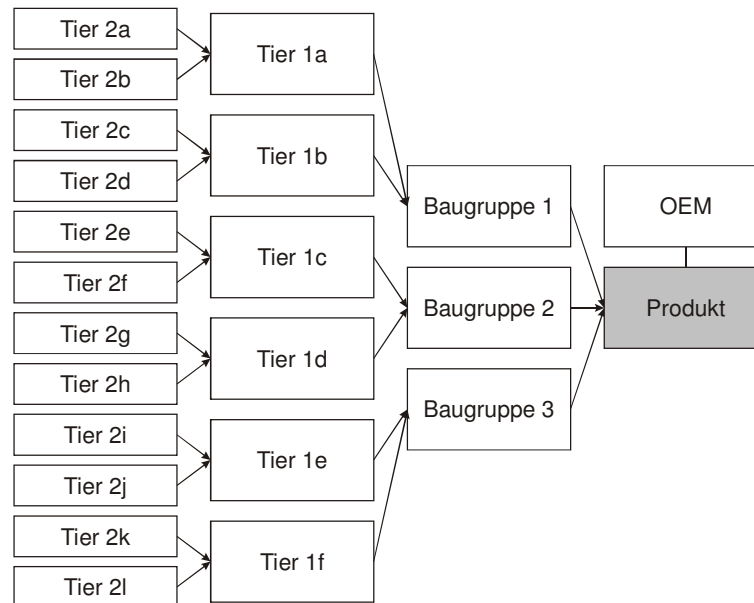 Tier 2a
Tier 2b
Tier 2c
Tier 2d
Tier 2e
Tier 2f
Tier 2g
Tier 2h
Tier 2i
Tier 2j
Tier 2k
Tier 2l
Tier 1a
Tier 1b
Tier 1c
Tier 1d
Tier 1e
Tier 1f
Baugruppe 1
Baugruppe 2
Baugruppe 3
OEM
Produkt